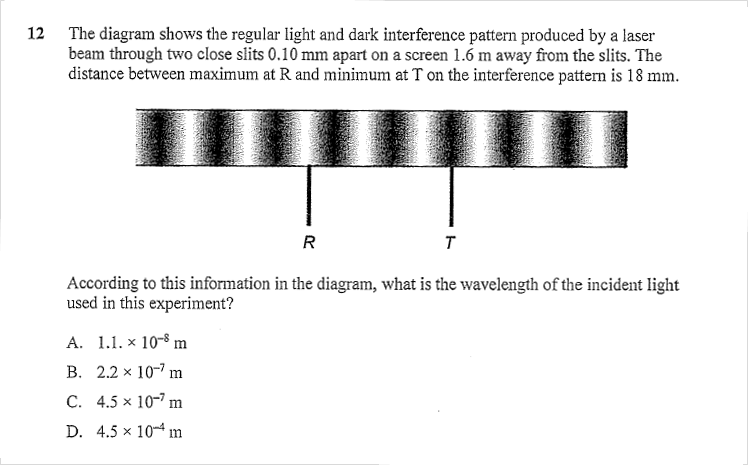 12 The diagram shows the regular light and dark interference pattern produced by a laser
beam through two close slits 0.10 mm apart on a screen 1.6 m away from the slits. The
distance between maximum at R and minimum at T on the interference pattern is 18 mm.
R T
According to this information in the diagram, what is the wavelength of the incident light
used in this experiment?
A. 1.1. × 10⁻⁸ m
B. 2.2 × 10⁻⁷ m
C. 4.5 × 10⁻⁷ m
D. 4.5 × 10⁻⁴ m